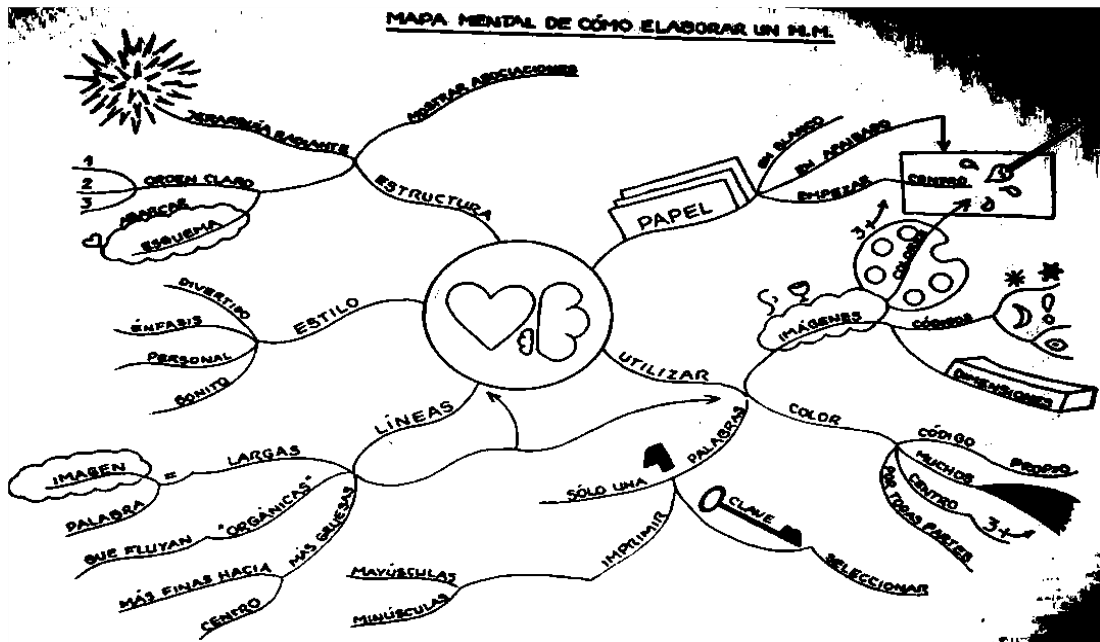 MAPA MENTAL DE CÓMO ELABORAR UN M.M.
MOSTRAR ASOCIACIONES
JERARQUÍA RADIANTE
ESTRUCTURA
1
2
3
ORDEN CLARO
ABARCAR
ESQUEMA
EN BLANCO
EN APAISADO
EMPEZAR
CENTRO
PAPEL
3+
COLORES
IMÁGENES
CÓDIGOS
DIMENSIONES
DIVERTIDO
ÉNFASIS
PERSONAL
BONITO
ESTILO
B
UTILIZAR
COLOR
CÓDIGO
PROPIO
MUCHOS
CENTRO
3+
POR TODAS PARTES
PALABRAS
SÓLO UNA
1
CLAVE
SELECCIONAR
IMPRIMIR
MAYÚSCULAS
MINÚSCULAS
LÍNEAS
LARGAS
=
IMAGEN
PALABRA
"ORGÁNICAS"
QUE FLUYAN
MÁS GRUESAS
MÁS FINAS HACIA
CENTRO